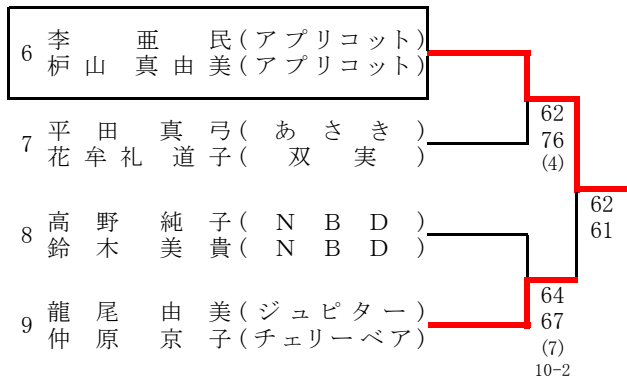 6 李 亜 民 (アプリコット)
枦山 真由美 (アプリコット)
7 平田 真弓 (あさき)
花牟礼 道子 (双実)
8 高野 純子 (NBD)
鈴木 美貴 (NBD)
9 龍尾 由美 (ジュピター)
仲原 京子 (チェリーベア)
62
76
(4)
62
61
64
67
(7)
10-2